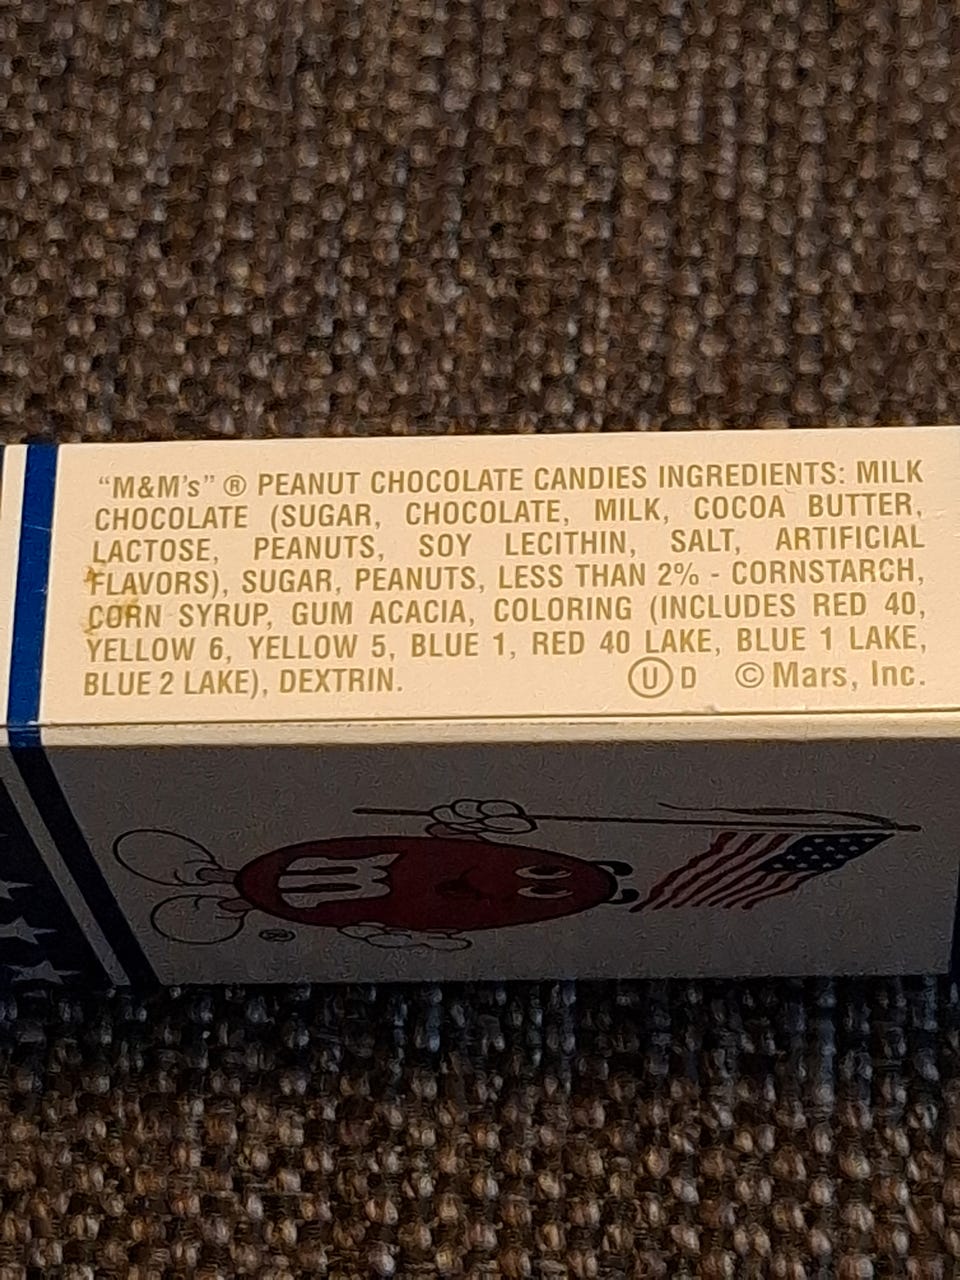 “M&M's” ® PEANUT CHOCOLATE CANDIES INGREDIENTS: MILK
CHOCOLATE (SUGAR, CHOCOLATE, MILK, COCOA BUTTER,
LACTOSE, PEANUTS, SOY LECITHIN, SALT, ARTIFICIAL
FLAVORS), SUGAR, PEANUTS, LESS THAN 2% - CORNSTARCH,
CORN SYRUP, GUM ACACIA, COLORING (INCLUDES RED 40,
YELLOW 6, YELLOW 5, BLUE 1, RED 40 LAKE, BLUE 1 LAKE,
BLUE 2 LAKE), DEXTRIN. Ⓤ D © Mars, Inc.
m
®